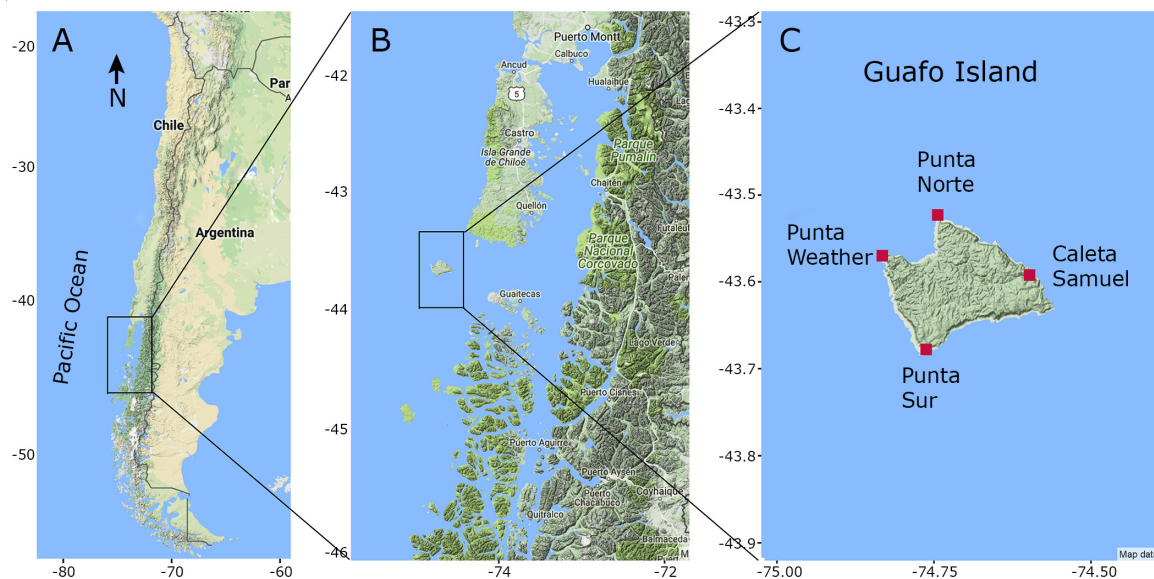 A
B
C
N
-20
-30
-40
-50
-80
-70
-60
Pacific Ocean
Chile
Par
A
Argentina
-42
-43
-44
-45
-46
-74
-72
Puerto Montt
Calbuco
Ancud
Hualaihué
5
Castro
Isla Grande
de Chiloé
Parque
Pumalín
Chaitén
Quellón
Futaleuf
Parque
Nacional
Corcovado
Palen
Guaitecas
Lago Verde
Puerto Cisnes
Puerto Aguirre
Puerto Aysén
Puerto
Chacabuco
Coyhaique
Quitralco
Balmaceda
-43.3
-43.4
-43.5
-43.6
-43.7
-43.8
-43.9
-75.00
-74.75
-74.50
Guafo Island
Punta
Norte
Punta
Weather
Caleta
Samuel
Punta
Sur
Map data